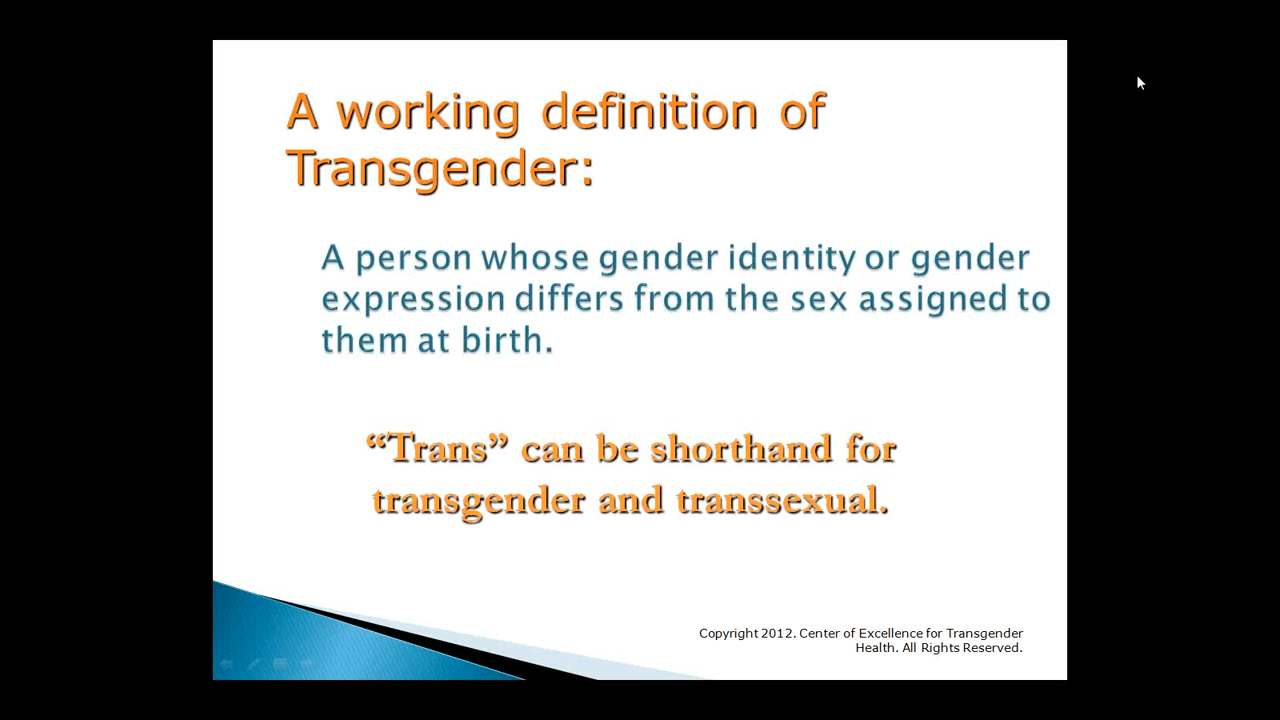 A working definition of
Transgender:
A person whose gender identity or gender
expression differs from the sex assigned to
them at birth.
“Trans” can be shorthand for
transgender and transsexual.
Copyright 2012. Center of Excellence for Transgender
Health. All Rights Reserved.